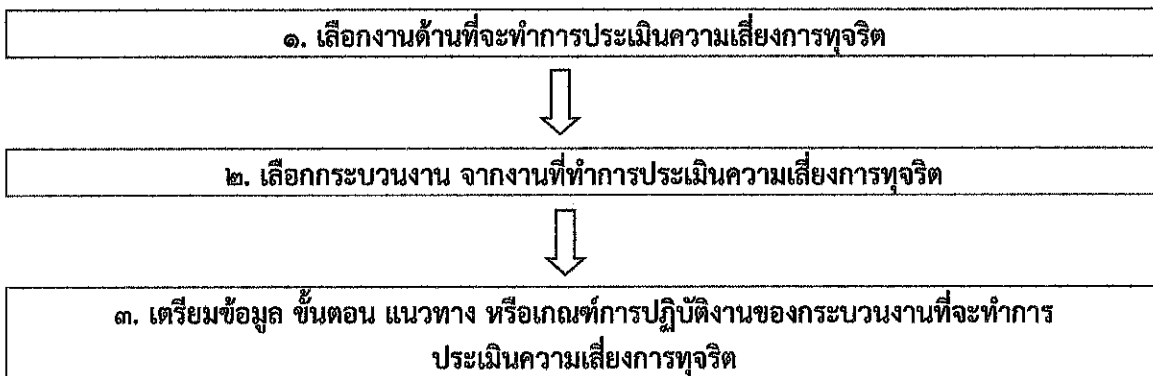 ๑. เลือกงานด้านที่จะทำการประเมินความเสี่ยงการทุจริต
๒. เลือกกระบวนงาน จากงานที่ทำการประเมินความเสี่ยงการทุจริต
๓. เตรียมข้อมูล ขั้นตอน แนวทาง หรือเกณฑ์การปฏิบัติงานของกระบวนงานที่จะทำการ
ประเมินความเสี่ยงการทุจริต